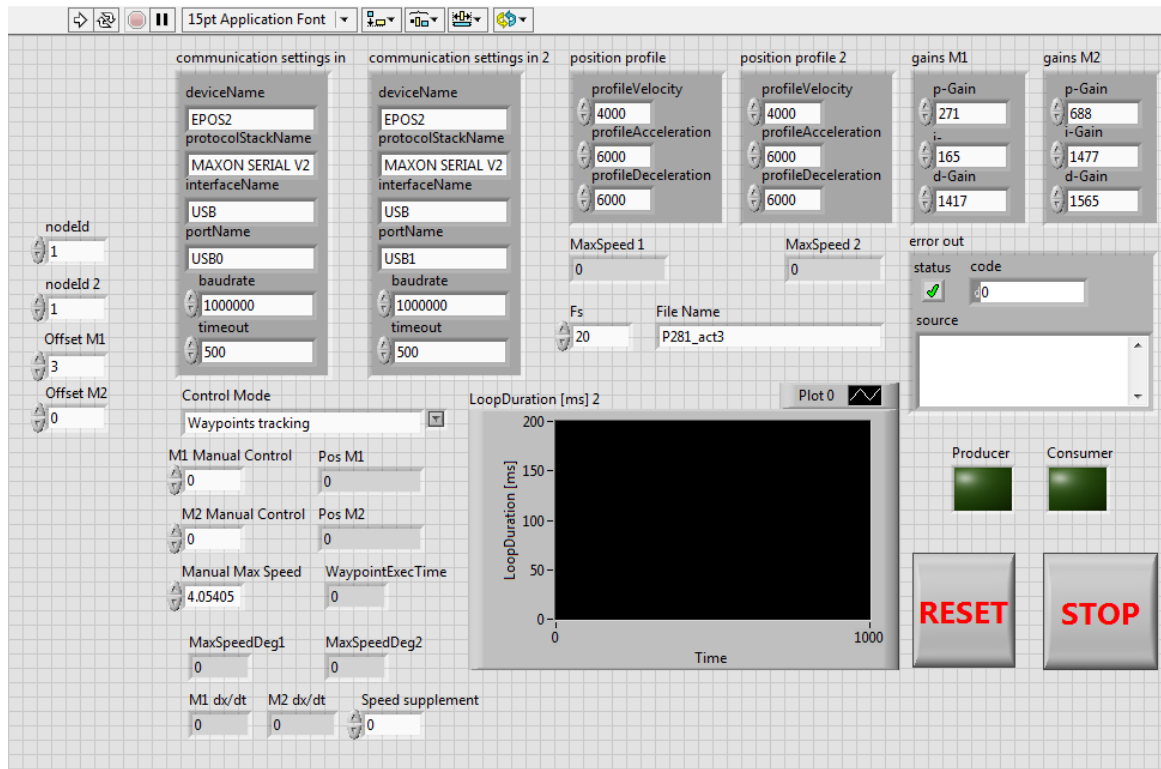 15pt Application Font
communication settings in
deviceName
EPOS2
protocolStackName
MAXON SERIAL V2
interfaceName
USB
portName
USB0
baudrate
1000000
timeout
500
communication settings in 2
deviceName
EPOS2
protocolStackName
MAXON SERIAL V2
interfaceName
USB
portName
USB1
baudrate
1000000
timeout
500
position profile
profileVelocity
4000
profileAcceleration
6000
profileDeceleration
6000
position profile 2
profileVelocity
4000
profileAcceleration
6000
profileDeceleration
6000
gains M1
p-Gain
271
i-
165
d-Gain
1417
gains M2
p-Gain
688
i-Gain
1477
d-Gain
1565
nodeId
1
nodeId 2
1
Offset M1
3
Offset M2
0
MaxSpeed 1
0
MaxSpeed 2
0
Fs
20
File Name
P281_act3
error out
status
code
d0
source
Control Mode
Waypoints tracking
M1 Manual Control
0
Pos M1
0
M2 Manual Control
0
Pos M2
0
Manual Max Speed
4.05405
WaypointExecTime
0
MaxSpeedDeg1
0
MaxSpeedDeg2
0
M1 dx/dt
0
M2 dx/dt
0
Speed supplement
0
LoopDuration [ms] 2
Plot 0
LoopDuration [ms]
200
150
100
50
0
0
1000
Time
Producer
Consumer
RESET
STOP